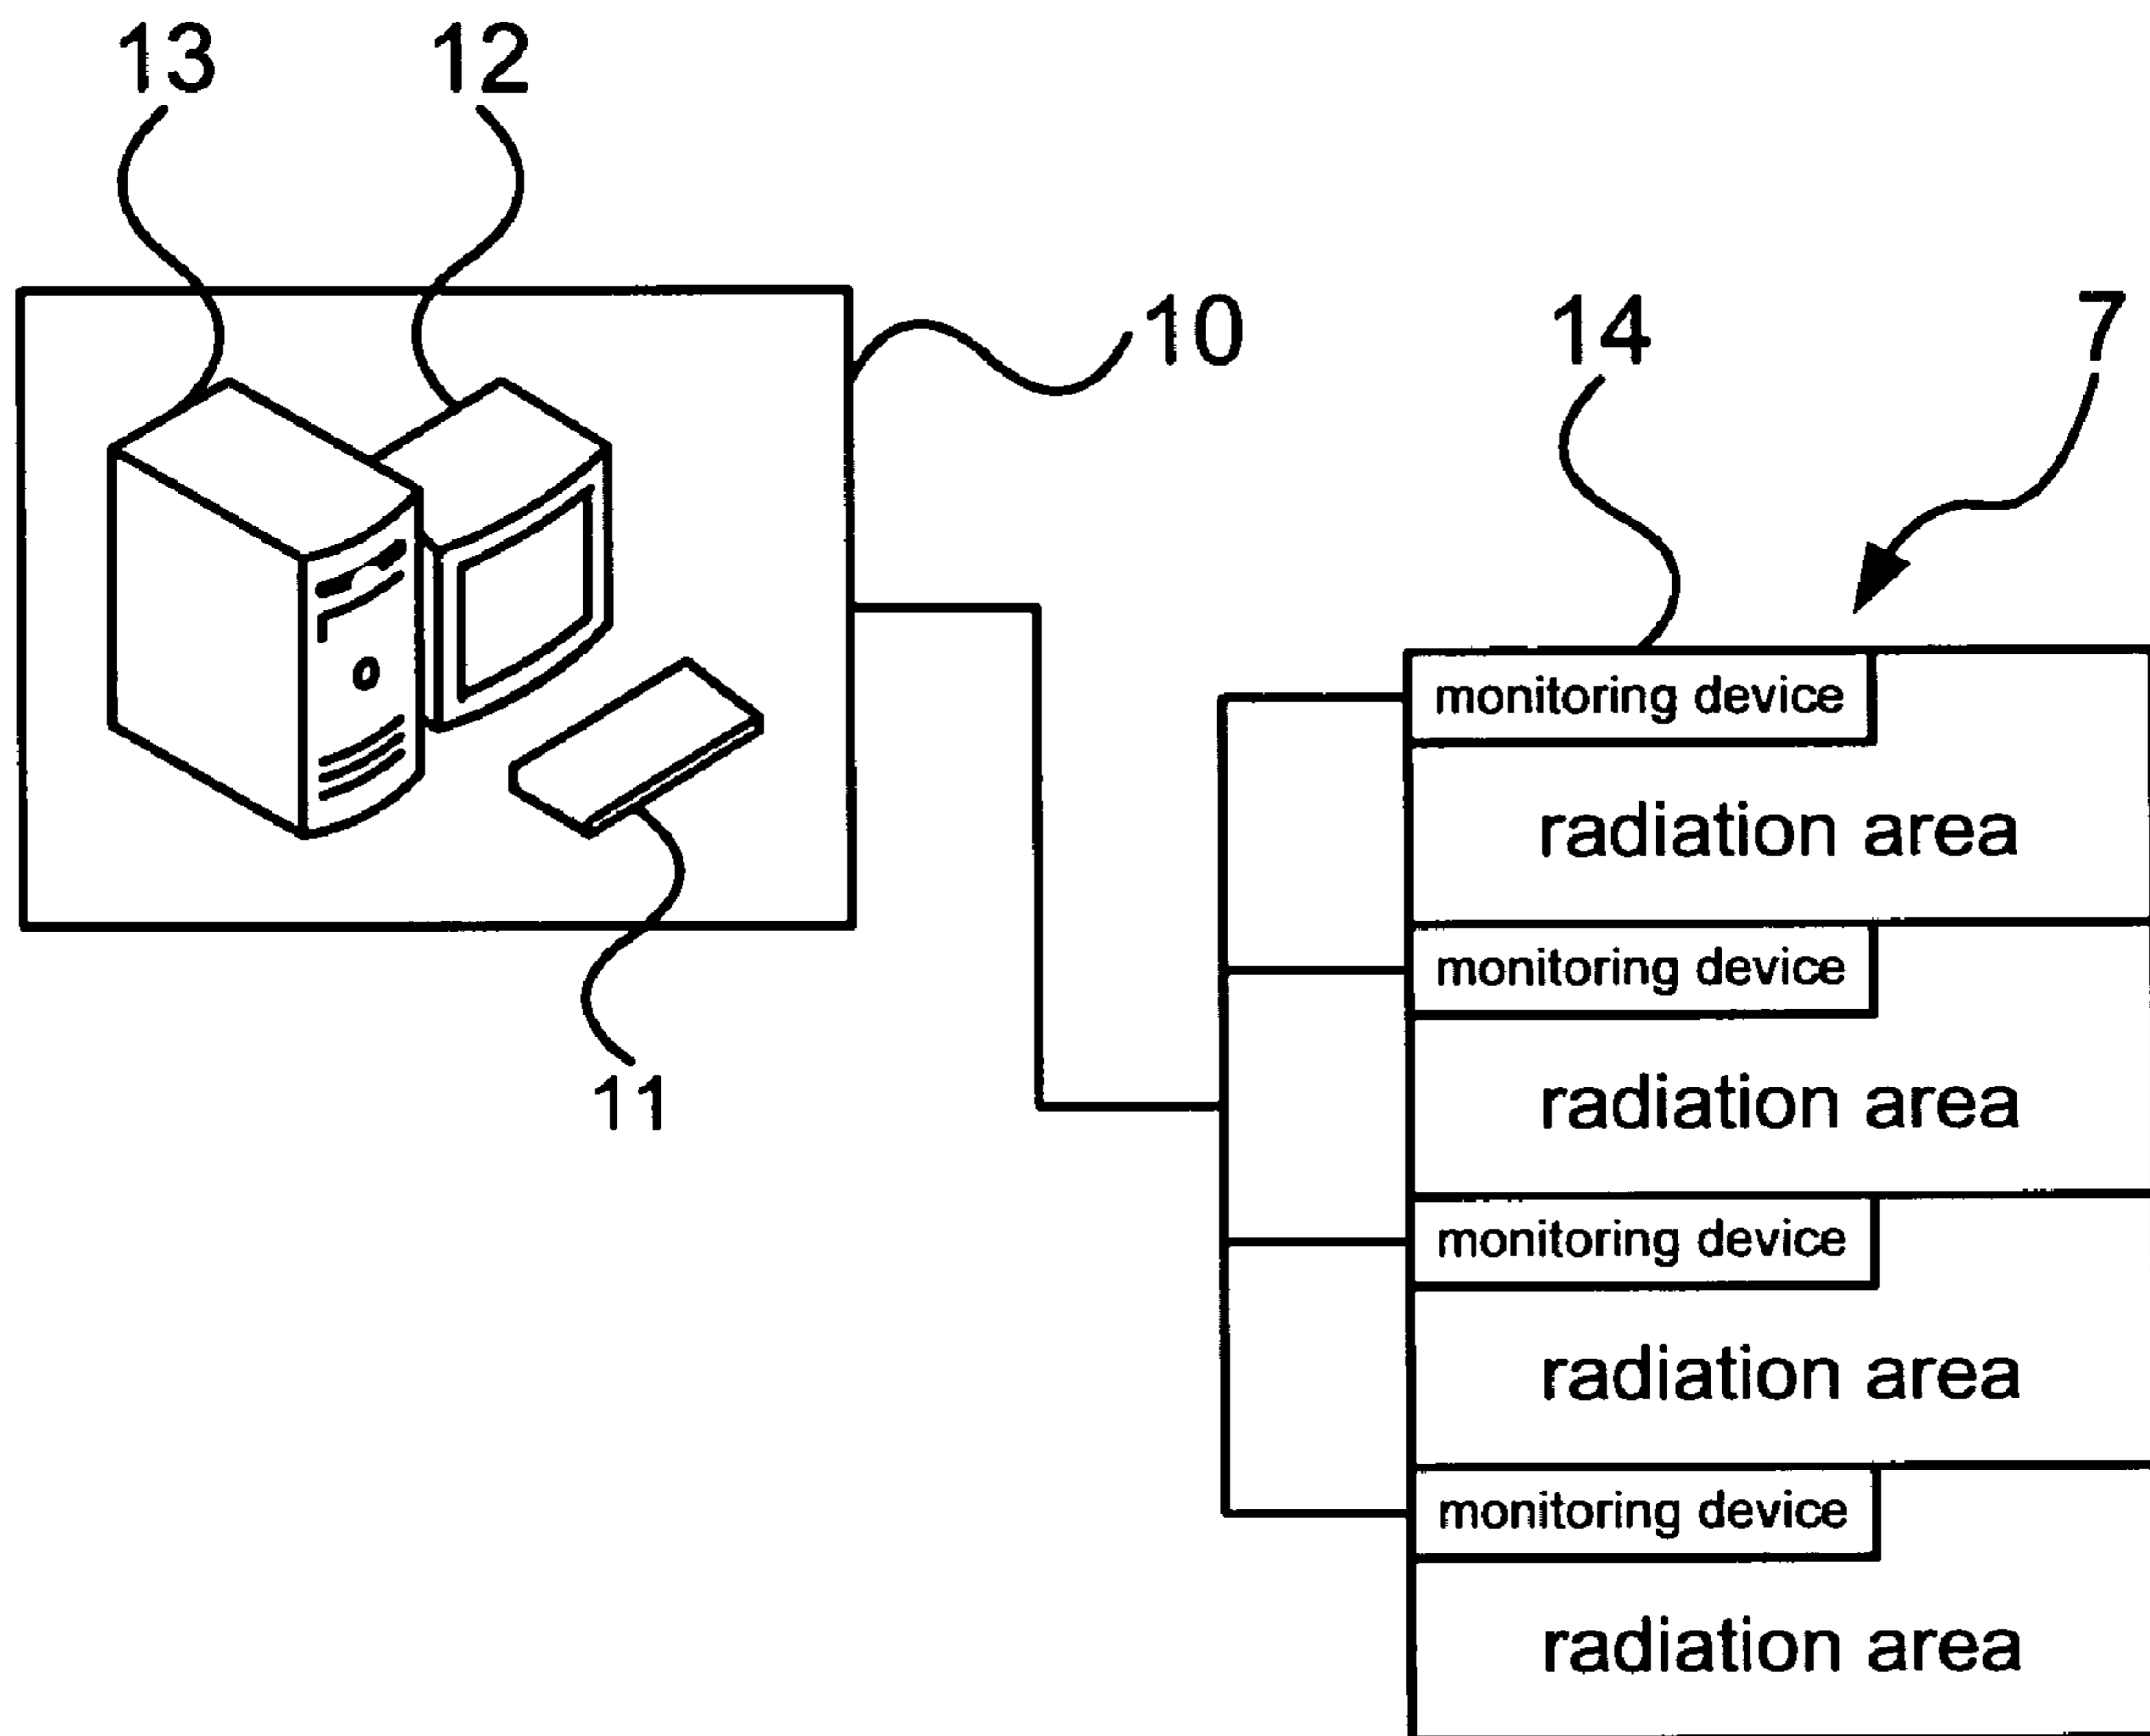 13
12
10
14
7
monitoring device
radiation area
monitoring device
radiation area
11
monitoring device
radiation area
monitoring device
radiation area